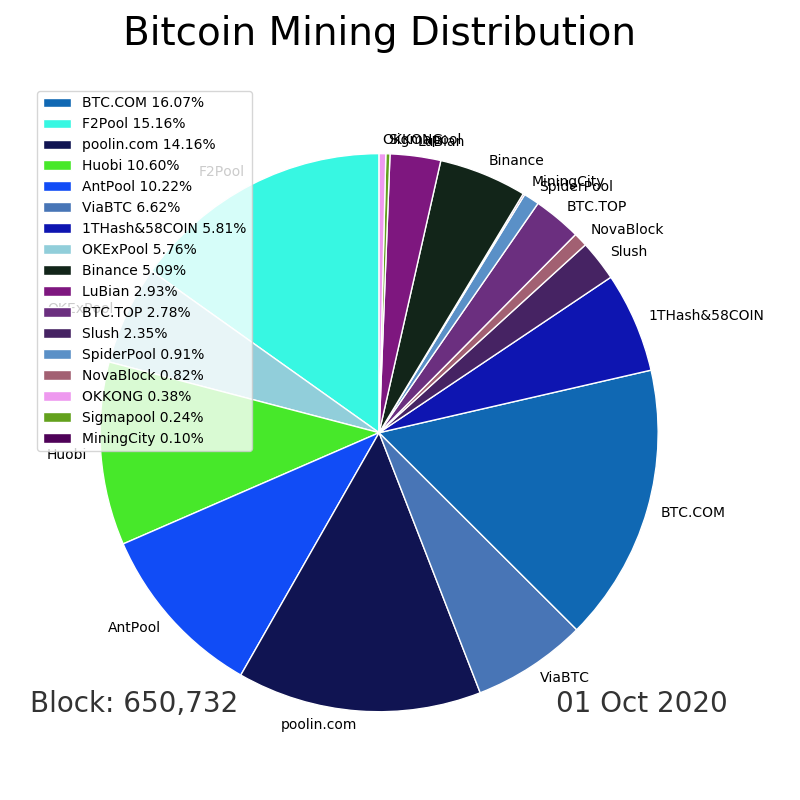 Bitcoin Mining Distribution
BTC.COM 16.07%
F2Pool 15.16%
poolin.com 14.16%
Huobi 10.60%
AntPool 10.22%
ViaBTC 6.62%
1THash&58COIN 5.81%
OKExPool 5.76%
Binance 5.09%
LuBian 2.93%
BTC.TOP 2.78%
Slush 2.35%
SpiderPool 0.91%
NovaBlock 0.82%
OKKONG 0.38%
Sigmapool 0.24%
MiningCity 0.10%
OKKONG
Sigmapool
LuBian
Binance
MiningCity
SpiderPool
BTC.TOP
NovaBlock
Slush
1THash&58COIN
BTC.COM
ViaBTC
poolin.com
AntPool
Huobi
OKExPool
F2Pool
Block: 650,732
01 Oct 2020